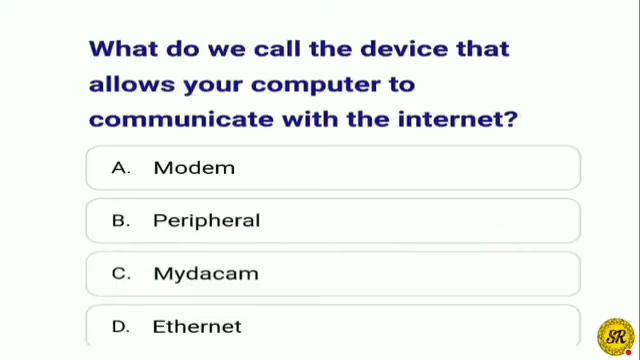 What do we call the device that
allows your computer to
communicate with the internet?
A. Modem
B. Peripheral
C. Mydacam
D. Ethernet
SR